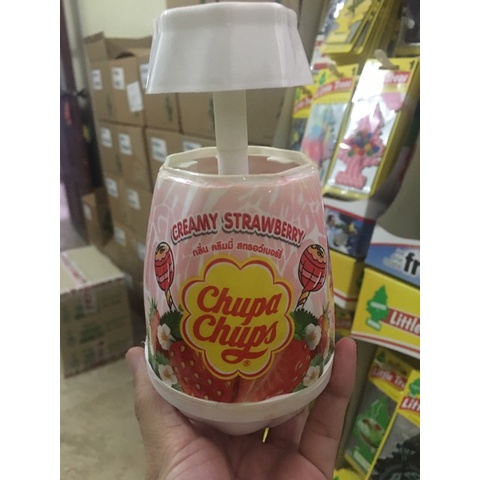 CREAMY STRAWBERRY
กลิ่น ครีมมี่ สตรอว์เบอร์รี่
Chupa
Chups
®
Little